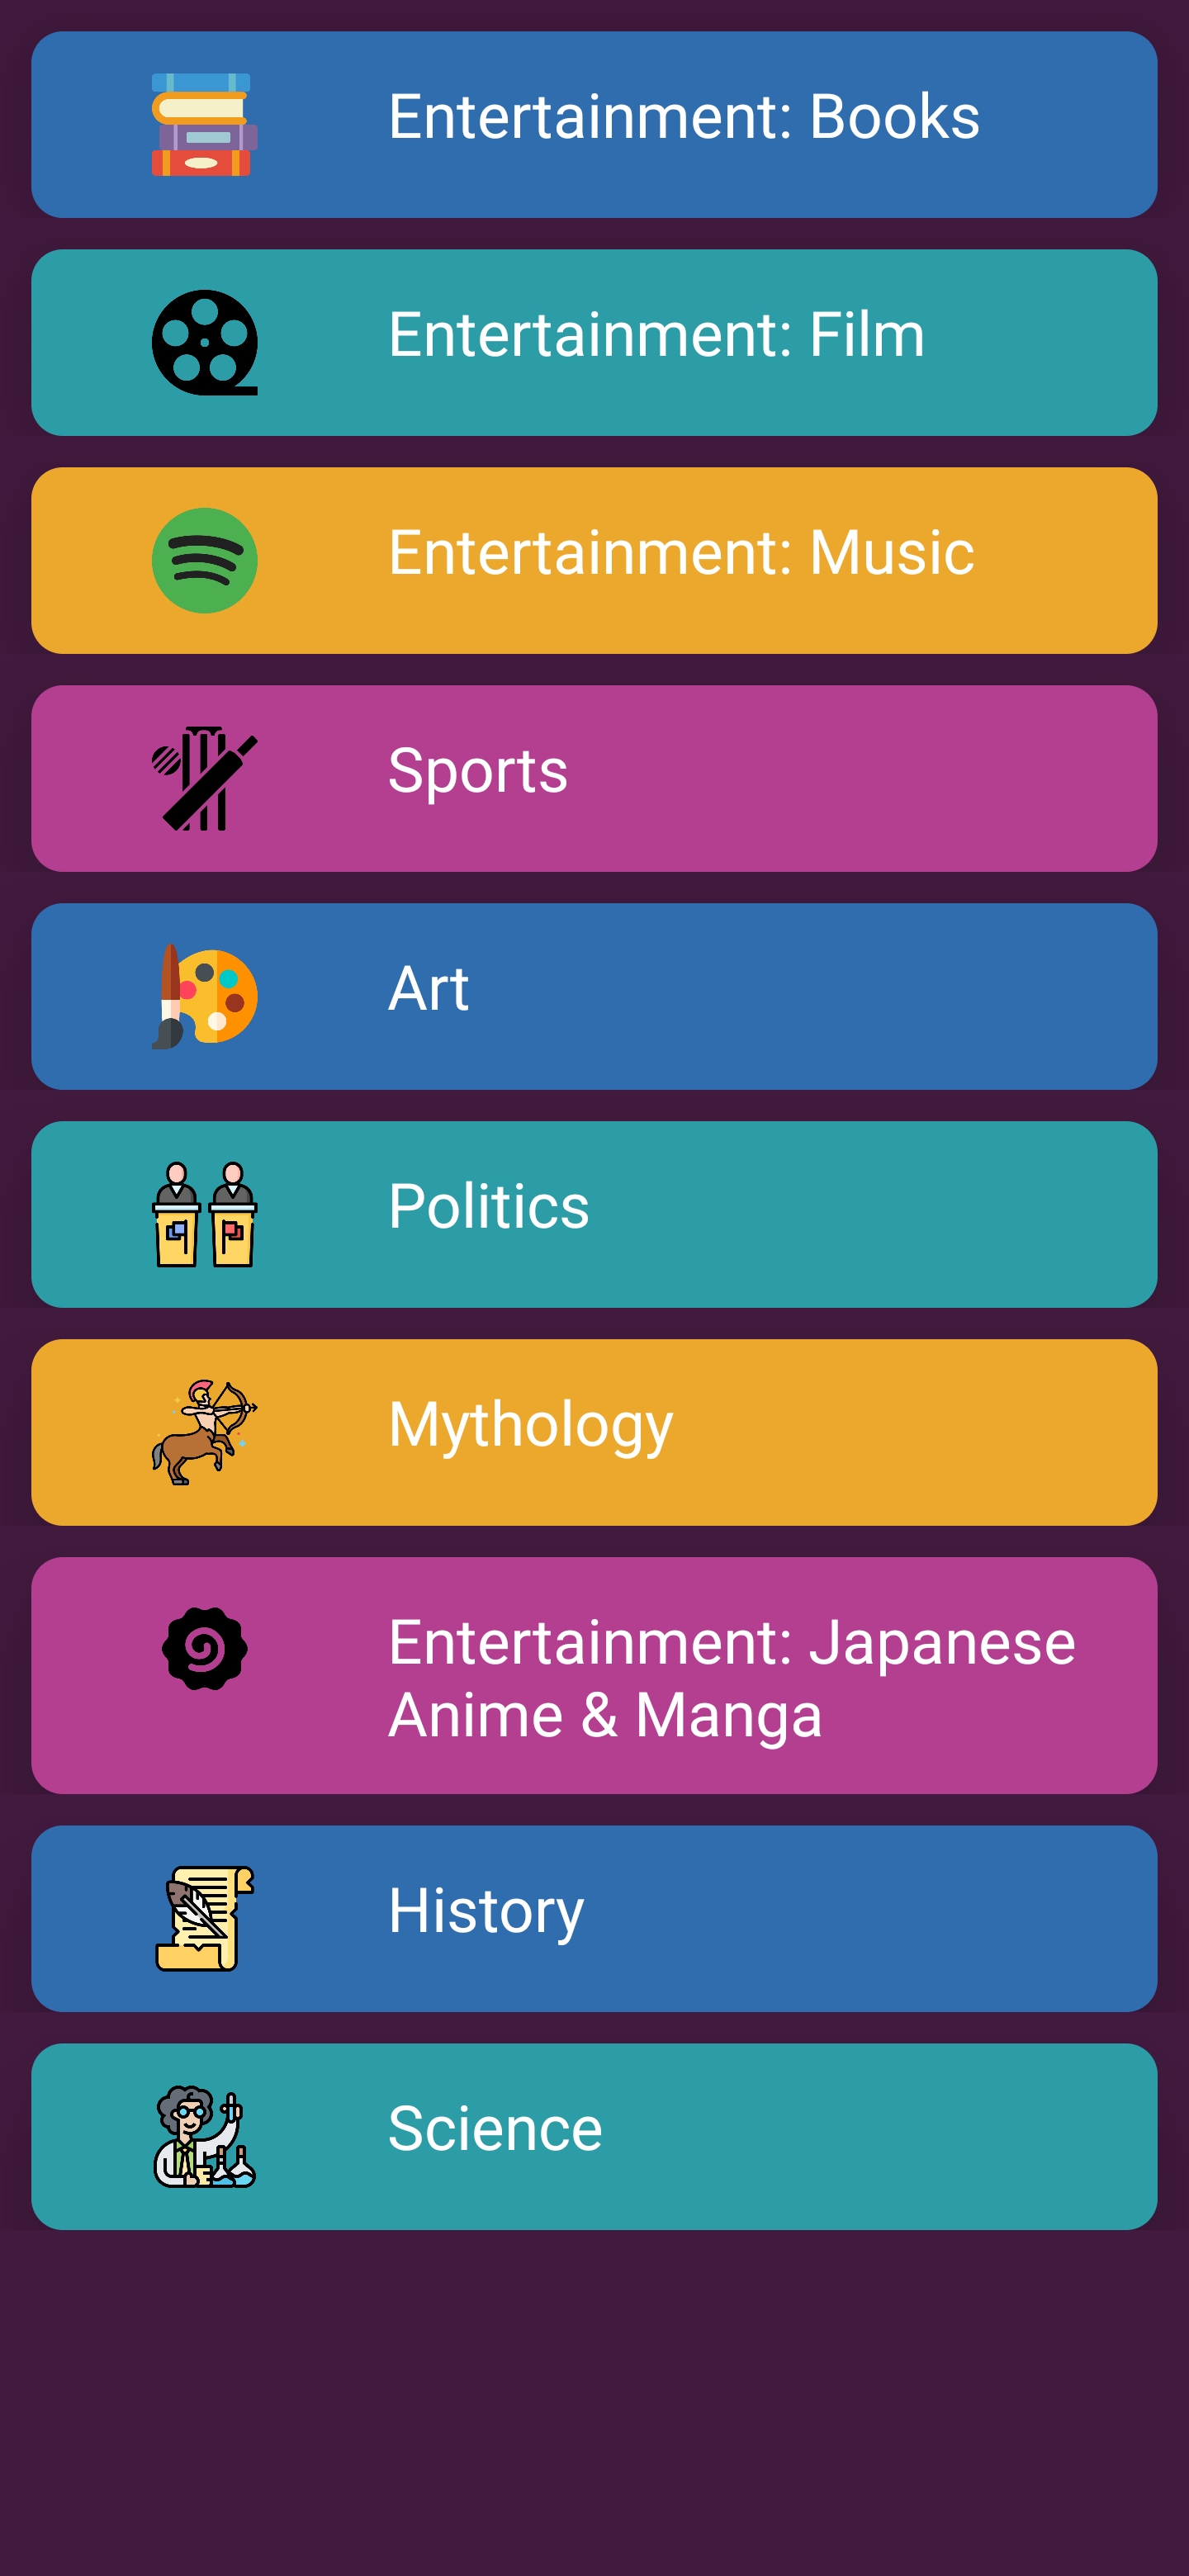 Entertainment: Books
Entertainment: Film
Entertainment: Music
Sports
Art
Politics
Mythology
Entertainment: Japanese
Anime & Manga
History
Science